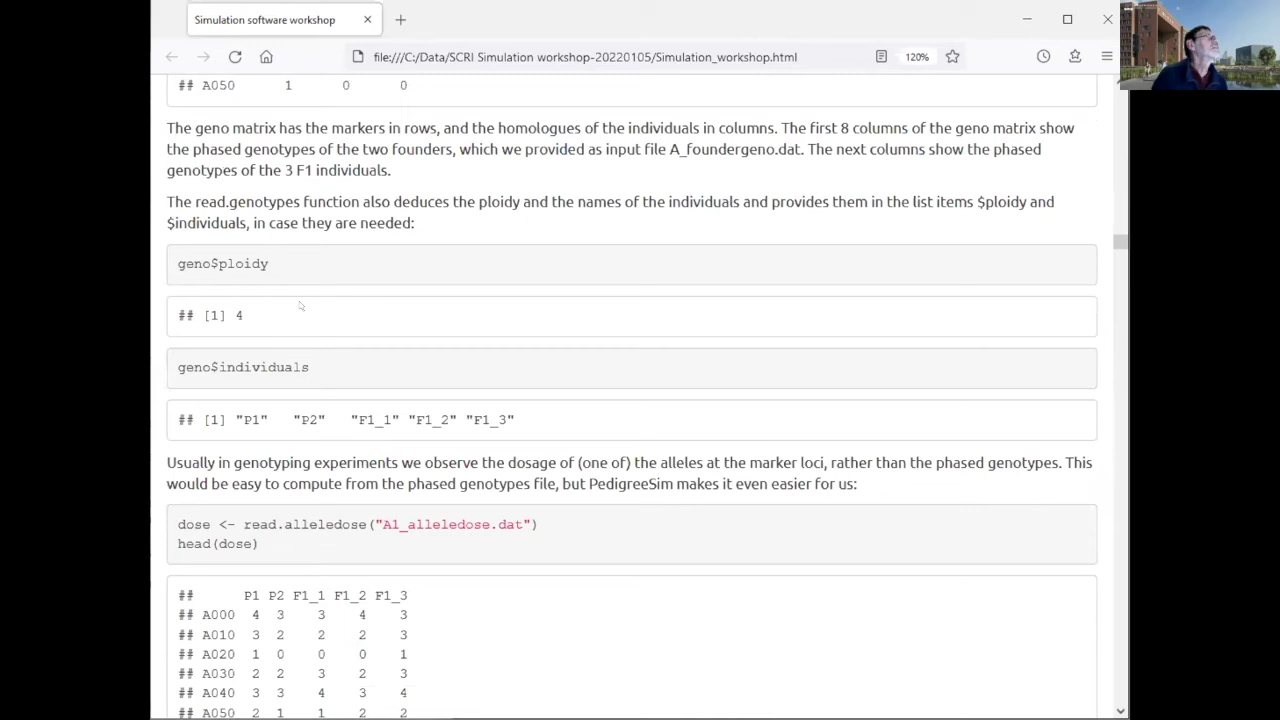 Simulation software workshop
file:///C:/Data/SCRI Simulation workshop-20220105/Simulation_workshop.html
120%
## A050 1 0 0
The geno matrix has the markers in rows, and the homologues of the individuals in columns. The first 8 columns of the geno matrix show
the phased genotypes of the two founders, which we provided as input file A_foundergeno.dat. The next columns show the phased
genotypes of the 3 F1 individuals.
The read.genotypes function also deduces the ploidy and the names of the individuals and provides them in the list items $ploidy and
$individuals, in case they are needed:
geno$ploidy
## [1] 4
geno$individuals
## [1] "P1" "P2" "F1_1" "F1_2" "F1_3"
Usually in genotyping experiments we observe the dosage of (one of) the alleles at the marker loci, rather than the phased genotypes. This
would be easy to compute from the phased genotypes file, but PedigreeSim makes it even easier for us:
dose <- read.alleledose("A1_alleledose.dat")
head(dose)
## P1 P2 F1_1 F1_2 F1_3
## A000 4 3 3 4 3
## A010 3 2 2 2 3
## A020 1 0 0 0 1
## A030 2 2 3 2 3
## A040 3 3 4 3 4
## A050 2 1 1 2 2